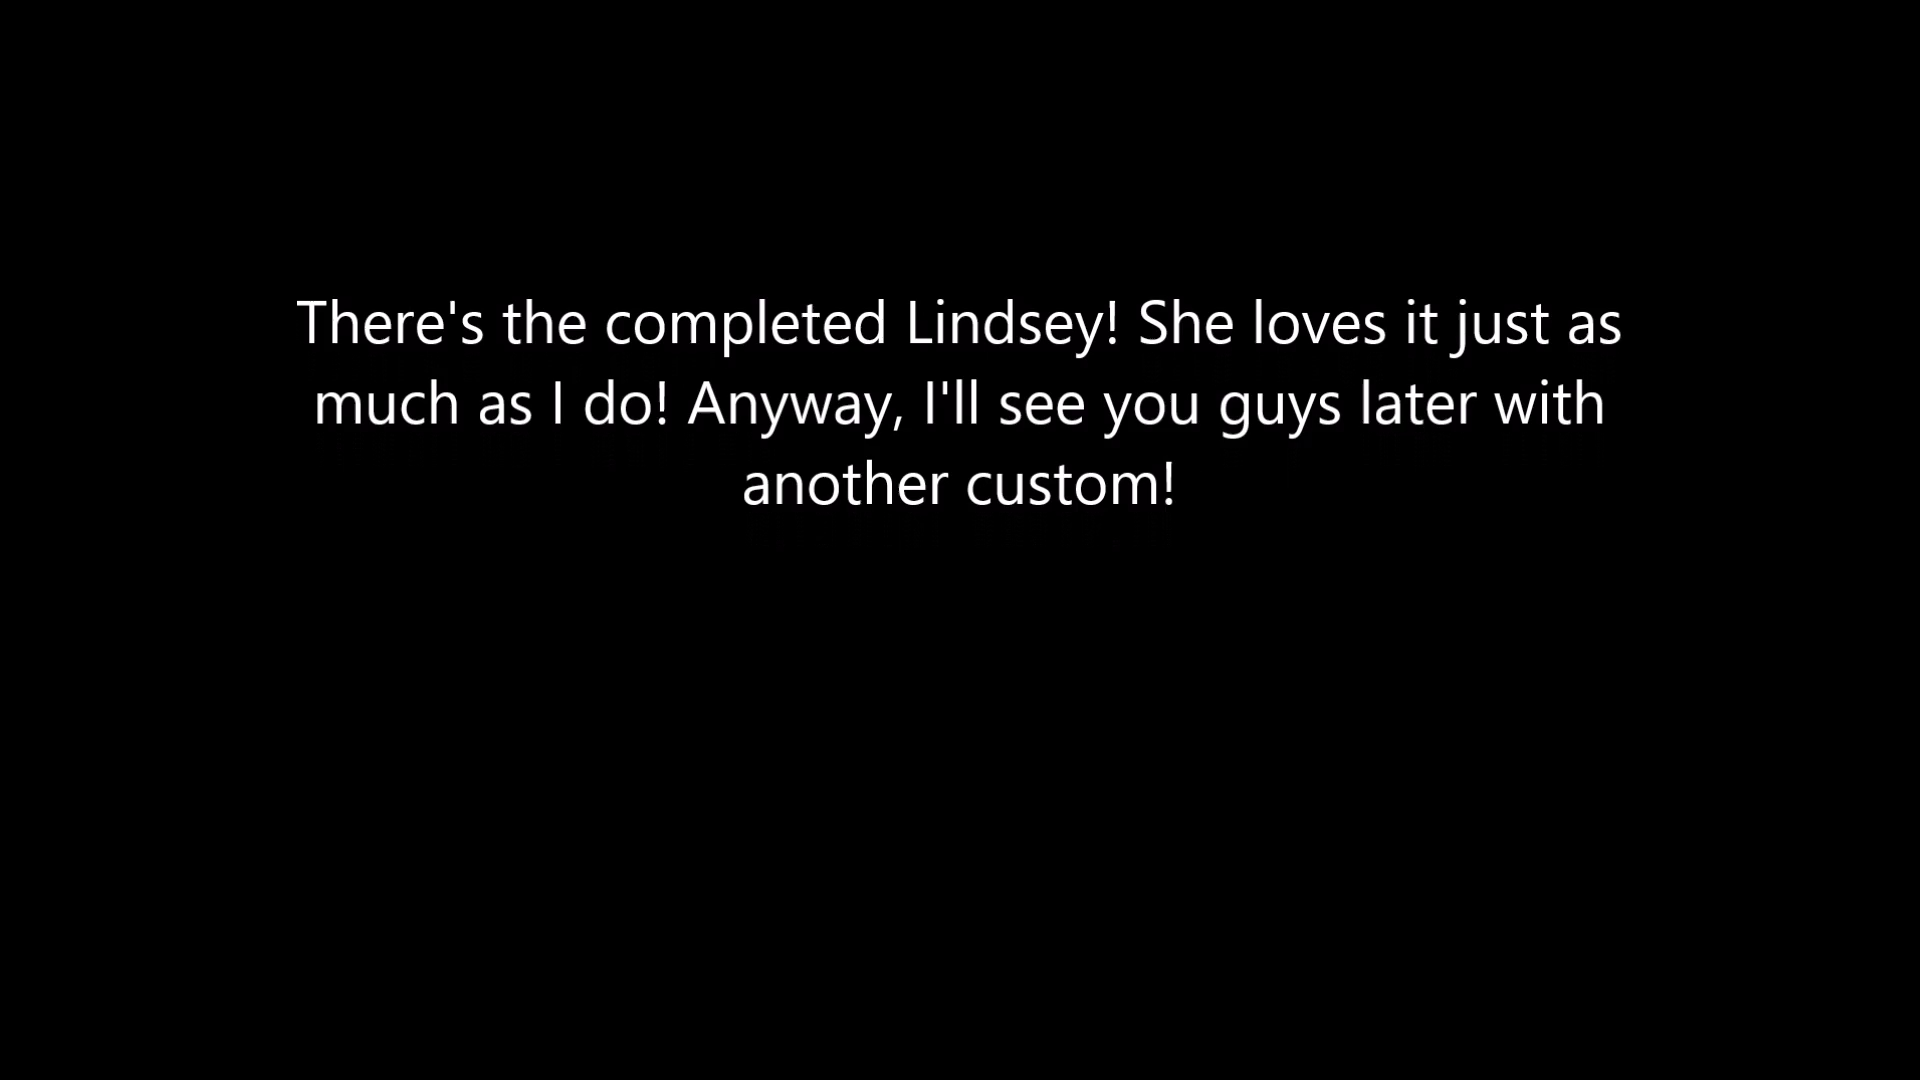 There's the completed Lindsey! She loves it just as
much as I do! Anyway, I'll see you guys later with
another custom!